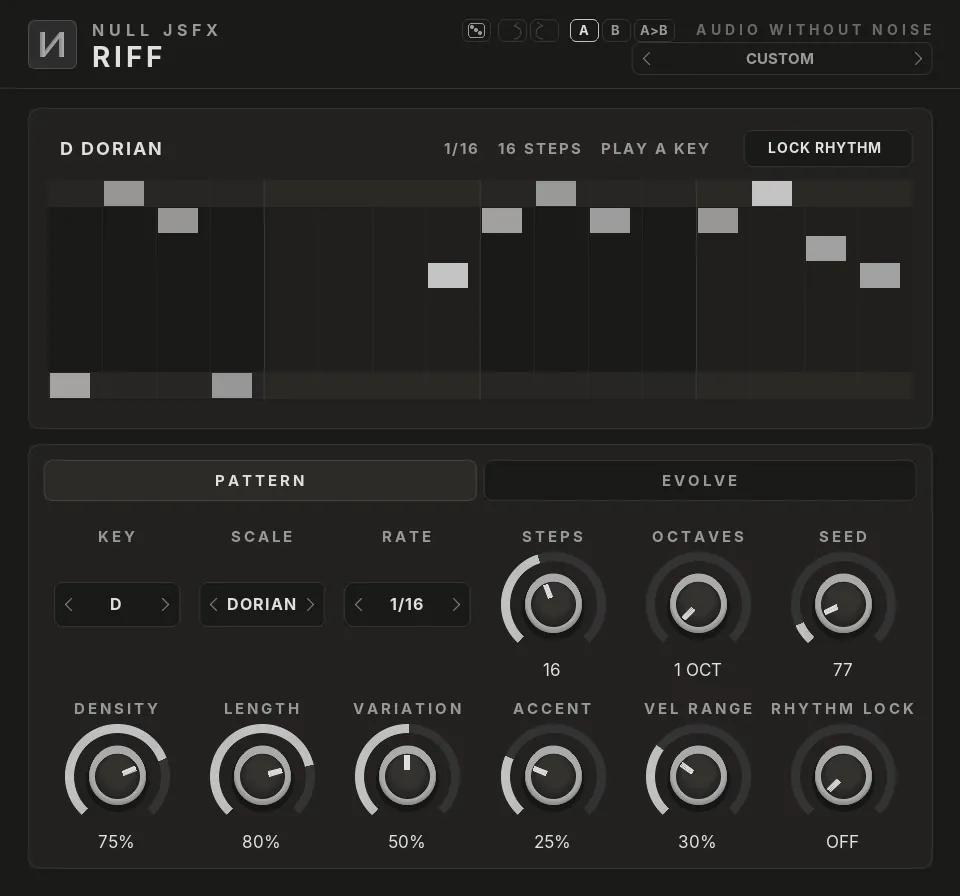 NULL JSFX
RIFF
A B A>B AUDIO WITHOUT NOISE
CUSTOM
D DORIAN 1/16 16 STEPS PLAY A KEY LOCK RHYTHM
PATTERN EVOLVE
KEY SCALE RATE STEPS OCTAVES SEED
D DORIAN 1/16
16 1 OCT 77
DENSITY LENGTH VARIATION ACCENT VEL RANGE RHYTHM LOCK
75% 80% 50% 25% 30% OFF